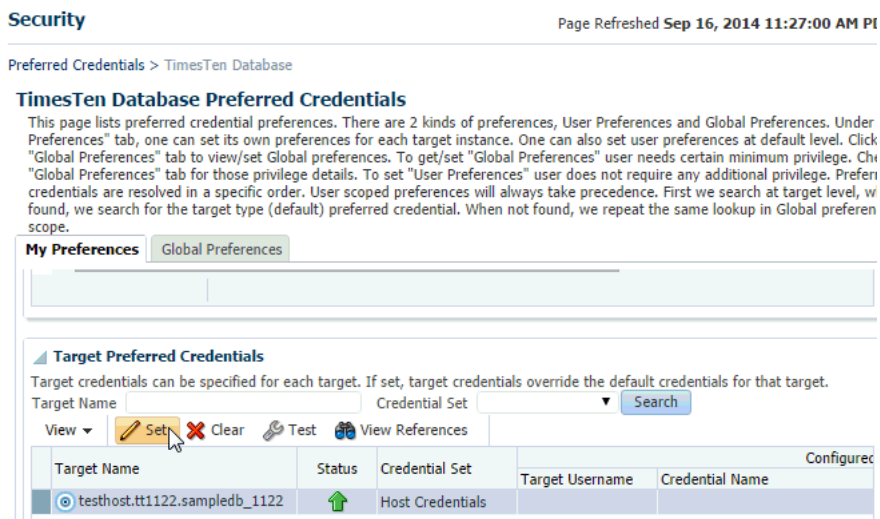 Security
Page Refreshed Sep 16, 2014 11:27:00 AM
Preferred Credentials > TimesTen Database
TimesTen Database Preferred Credentials
This page lists preferred credential preferences. There are 2 kinds of preferences, User Preferences and Global Preferences. Under
Preferences" tab, one can set its own preferences for each target instance. One can also set user preferences at default level. Click
"Global Preferences" tab to view/set Global preferences. To get/set "Global Preferences" user needs certain minimum privilege.
"Global Preferences" tab for those privilege details. To set "User Preferences" user does not require any additional privilege.
credentials are resolved in a specific order. User scoped preferences will always take precedence. First we search at target level,
found, we search for the target type (default) preferred credential. When not found, we repeat the same lookup in Global
scope.
My Preferences Global Preferences
Target Preferred Credentials
Target credentials can be specified for each target. If set, target credentials override the default credentials for that target.
Target Name Credential Set Search
View Set Clear Test View References
Configured
Target Name Status Credential Set
Target Username Credential Name
testhost.tt1122.sampledb_1122 Host Credentials